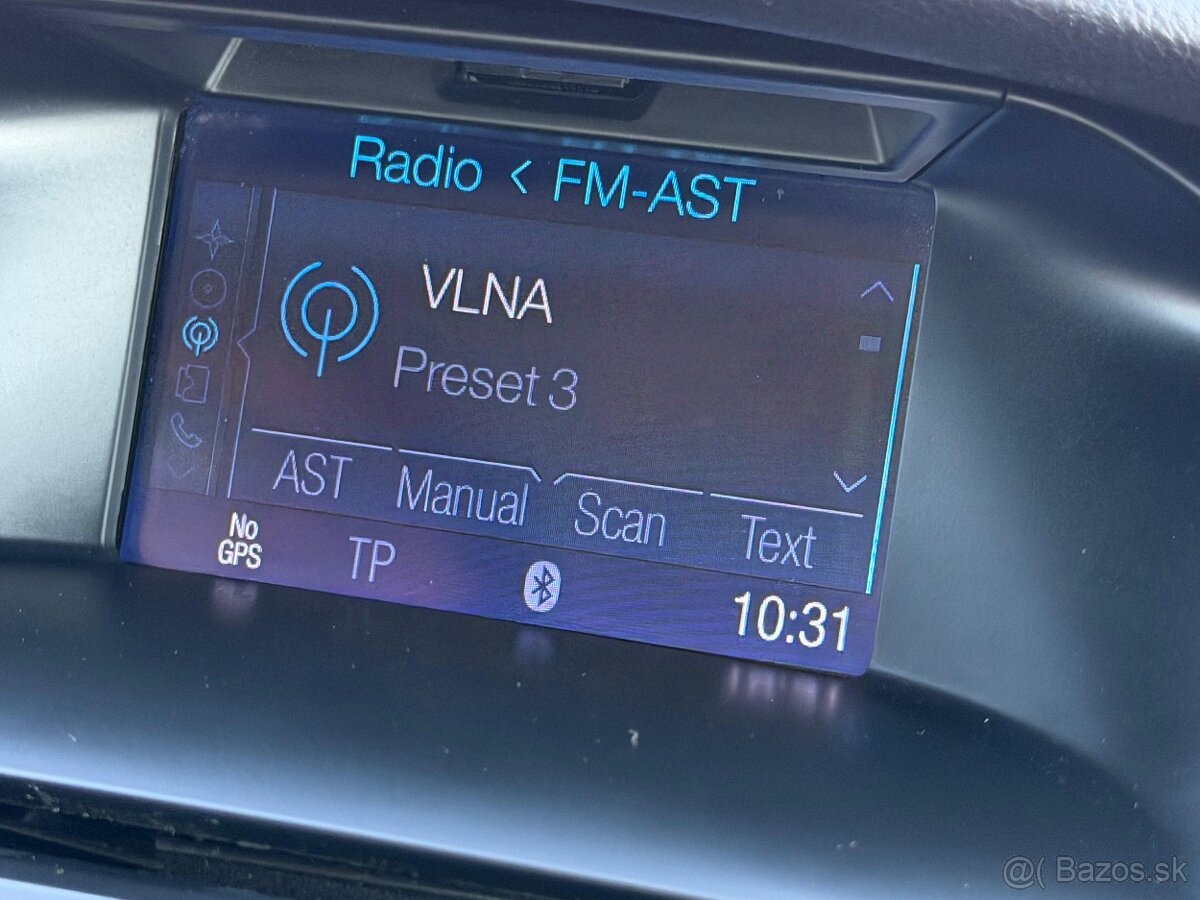 Radio < FM-AST
VLNA
Preset 3
AST Manual Scan Text
No GPS TP 10:31
@( Bazos.sk